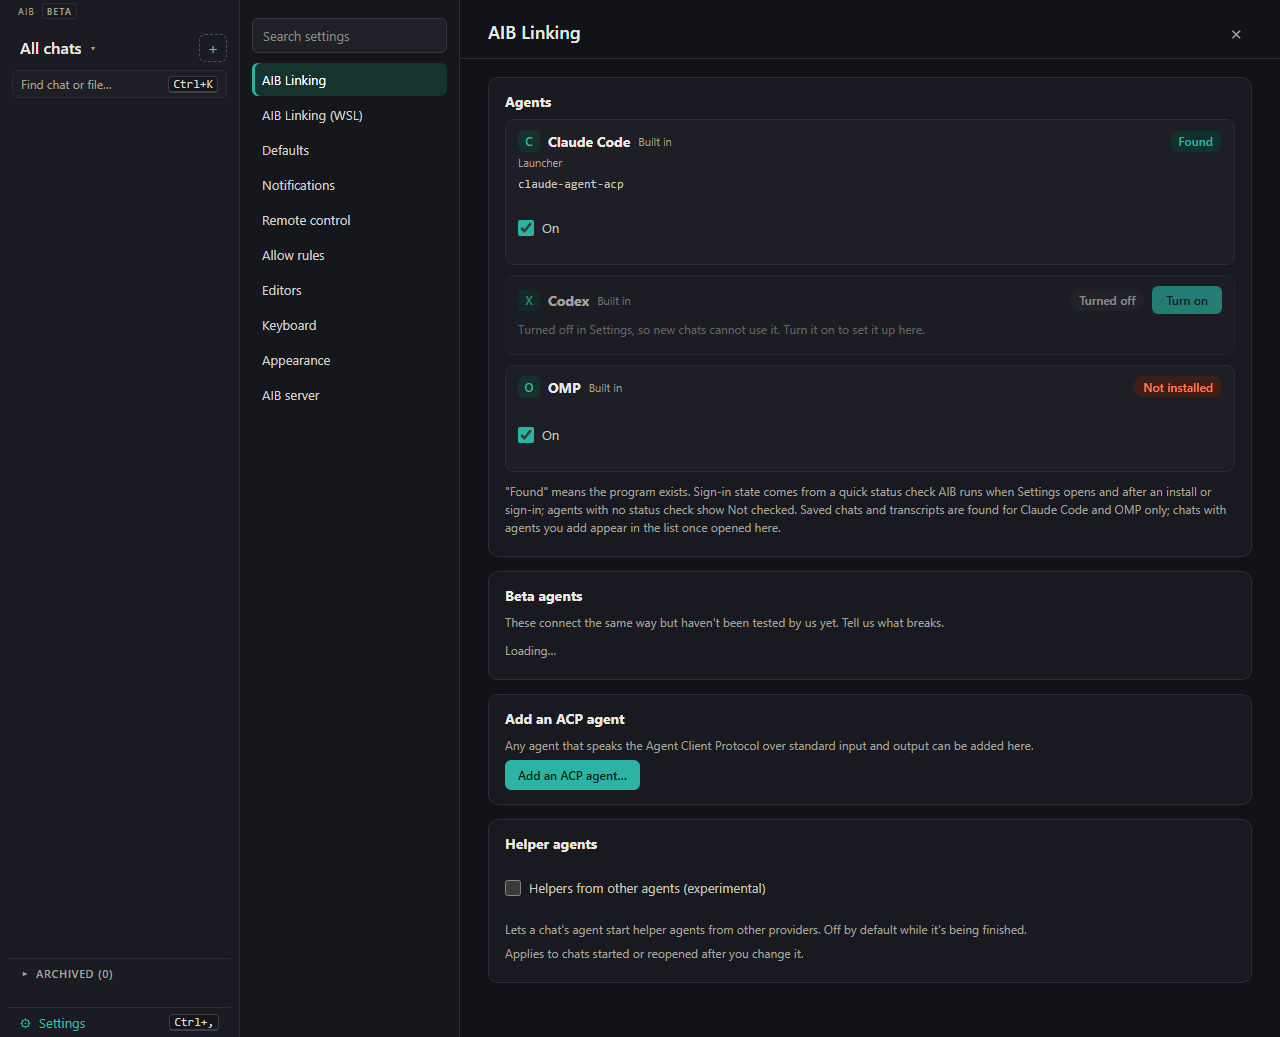 AIB BETA
All chats
+
Find chat or file... Ctrl+K
ARCHIVED (0)
Settings Ctrl+,
Search settings
AIB Linking
AIB Linking (WSL)
Defaults
Notifications
Remote control
Allow rules
Editors
Keyboard
Appearance
AIB server
AIB Linking
Agents
C Claude Code Built in Found
Launcher
claude-agent-acp
On
X Codex Built in Turned off Turn on
Turned off in Settings, so new chats cannot use it. Turn it on to set it up here.
O OMP Built in Not installed
On
"Found" means the program exists. Sign-in state comes from a quick status check AIB runs when Settings opens and after an install or
sign-in; agents with no status check show Not checked. Saved chats and transcripts are found for Claude Code and OMP only; chats with
agents you add appear in the list once opened here.
Beta agents
These connect the same way but haven't been tested by us yet. Tell us what breaks.
Loading...
Add an ACP agent
Any agent that speaks the Agent Client Protocol over standard input and output can be added here.
Add an ACP agent...
Helper agents
Helpers from other agents (experimental)
Lets a chat's agent start helper agents from other providers. Off by default while it's being finished.
Applies to chats started or reopened after you change it.